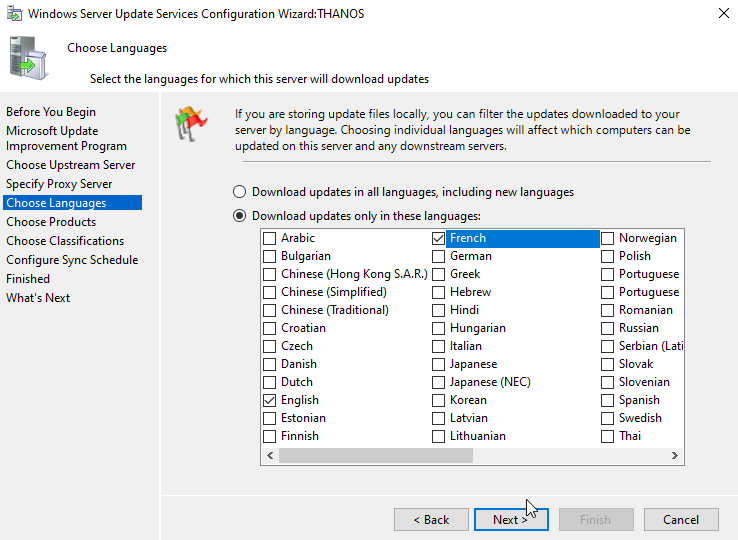 Windows Server Update Services Configuration Wizard:THANOS
Choose Languages
Select the languages for which this server will download updates
Before You Begin
Microsoft Update
Improvement Program
Choose Upstream Server
Specify Proxy Server
Choose Languages
Choose Products
Choose Classifications
Configure Sync Schedule
Finished
What's Next
If you are storing update files locally, you can filter the updates downloaded to your
server by language. Choosing individual languages will affect which computers can be
updated on this server and any downstream servers.
Download updates in all languages, including new languages
Download updates only in these languages:
Arabic
Bulgarian
Chinese (Hong Kong S.A.R.)
Chinese (Simplified)
Chinese (Traditional)
Croatian
Czech
Danish
Dutch
English
Estonian
Finnish
French
German
Greek
Hebrew
Hindi
Hungarian
Italian
Japanese
Japanese (NEC)
Korean
Latvian
Lithuanian
Norwegian
Polish
Portuguese
Portuguese
Romanian
Russian
Serbian (Lati
Slovak
Slovenian
Spanish
Swedish
Thai
< Back
Next >
Finish
Cancel